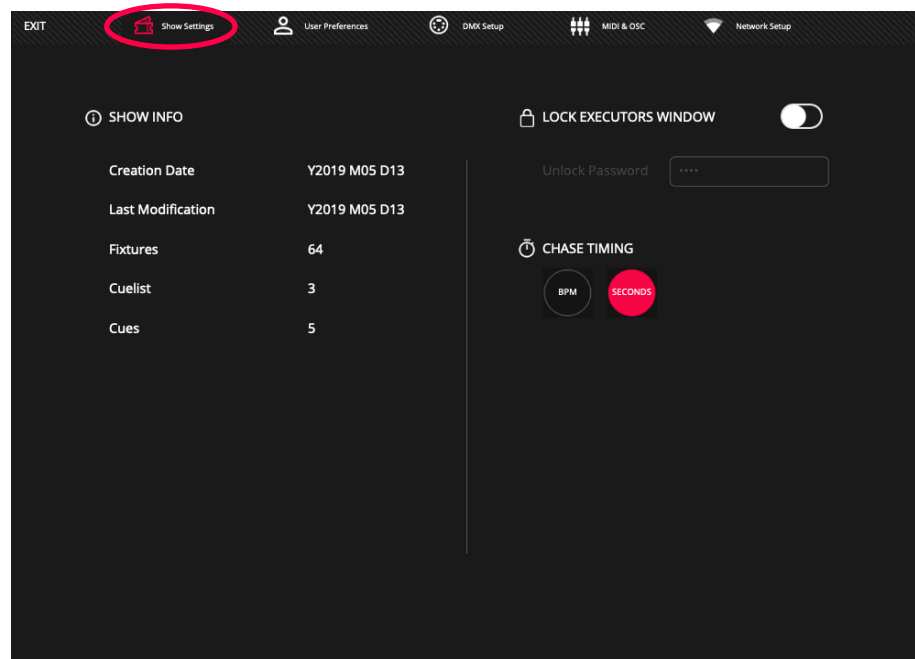 EXIT
Show Settings
User Preferences
DMX Setup
MIDI & OSC
Network Setup
SHOW INFO
Creation Date Y2019 M05 D13
Last Modification Y2019 M05 D13
Fixtures 64
Cuelist 3
Cues 5
LOCK EXECUTORS WINDOW
Unlock Password ····
CHASE TIMING
BPM
SECONDS